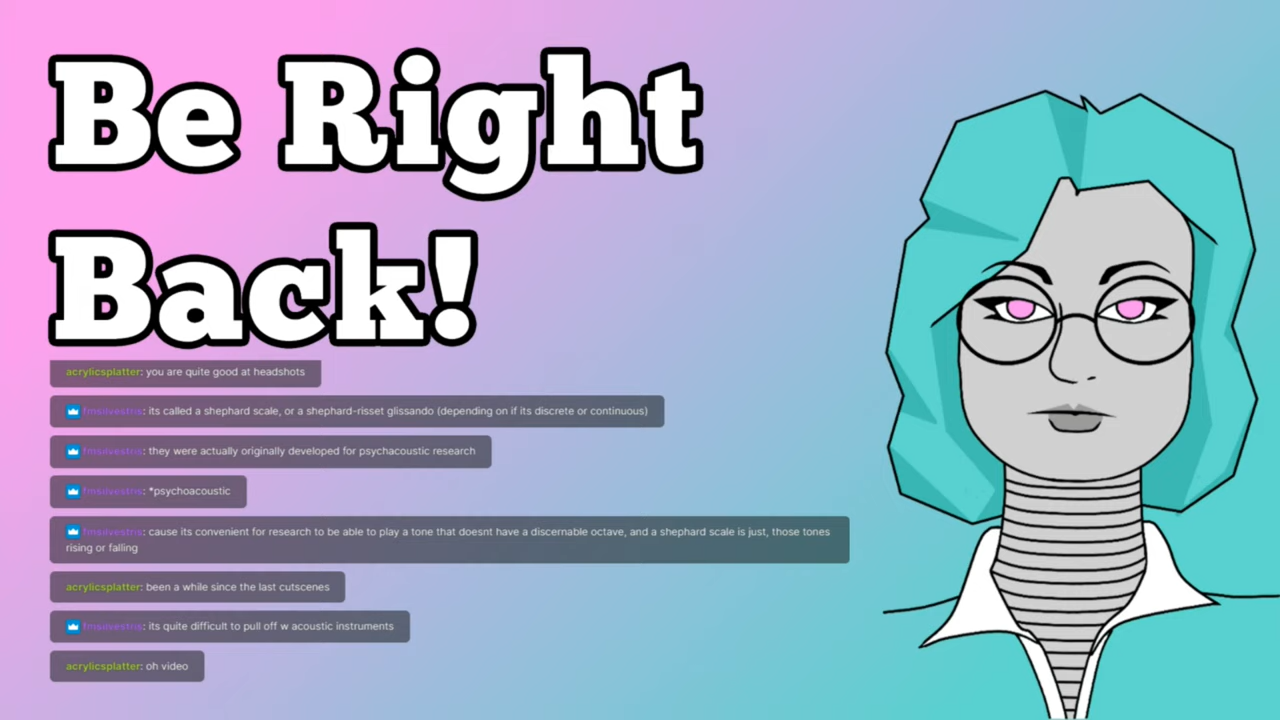 Be Right
Back!
acrylicsplatter: you are quite good at headshots
fmsilvestris: its called a shephard scale, or a shephard-risset glissando (depending on if its discrete or continuous)
fmsilvestris: they were actually originally developed for psychacoustic research
fmsilvestris: *psychoacoustic
fmsilvestris: cause its convenient for research to be able to play a tone that doesnt have a discernable octave, and a shephard scale is just, those tones
rising or falling
acrylicsplatter: been a while since the last cutscenes
fmsilvestris: its quite difficult to pull off w acoustic instruments
acrylicsplatter: oh video